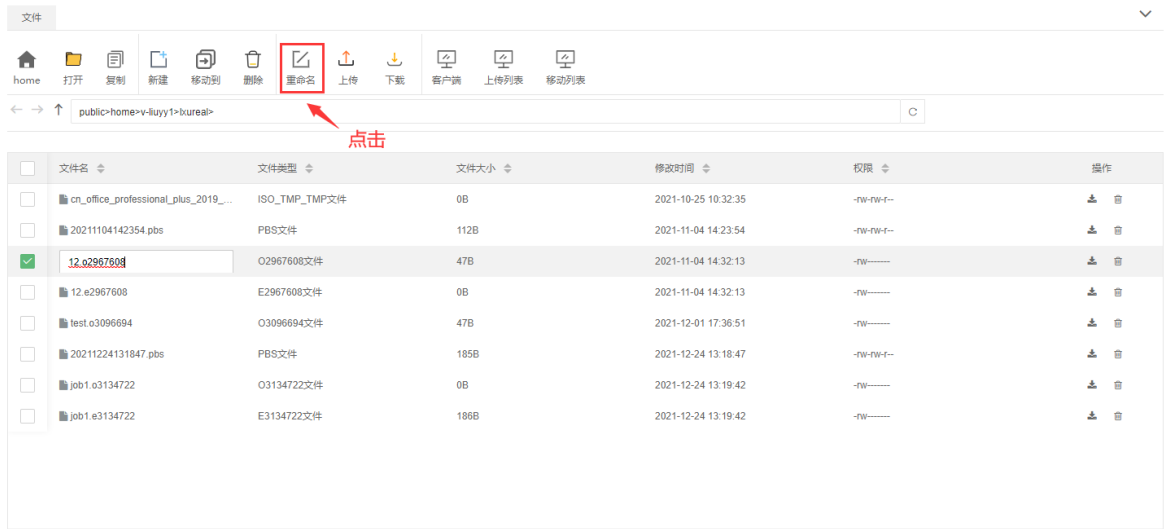 文件
home 打开 复制 新建 移动到 删除 重命名 上传 下载 客户端 上传列表 移动列表
public>home>v-liuyy1>lxureal>
点击
文件名 文件类型 文件大小 修改时间 权限 操作
cn_office_professional_plus_2019_... ISO_TMP_TMP文件 0B 2021-10-25 10:32:35 -rw-rw-r--
20211104142354.pbs PBS文件 112B 2021-11-04 14:23:54 -rw-rw-r--
12.o2967608 O2967608文件 47B 2021-11-04 14:32:13 -rw-------
12.e2967608 E2967608文件 0B 2021-11-04 14:32:13 -rw-------
test.o3096694 O3096694文件 47B 2021-12-01 17:36:51 -rw-------
20211224131847.pbs PBS文件 185B 2021-12-24 13:18:47 -rw-rw-r--
job1.o3134722 O3134722文件 0B 2021-12-24 13:19:42 -rw-------
job1.e3134722 E3134722文件 186B 2021-12-24 13:19:42 -rw-------